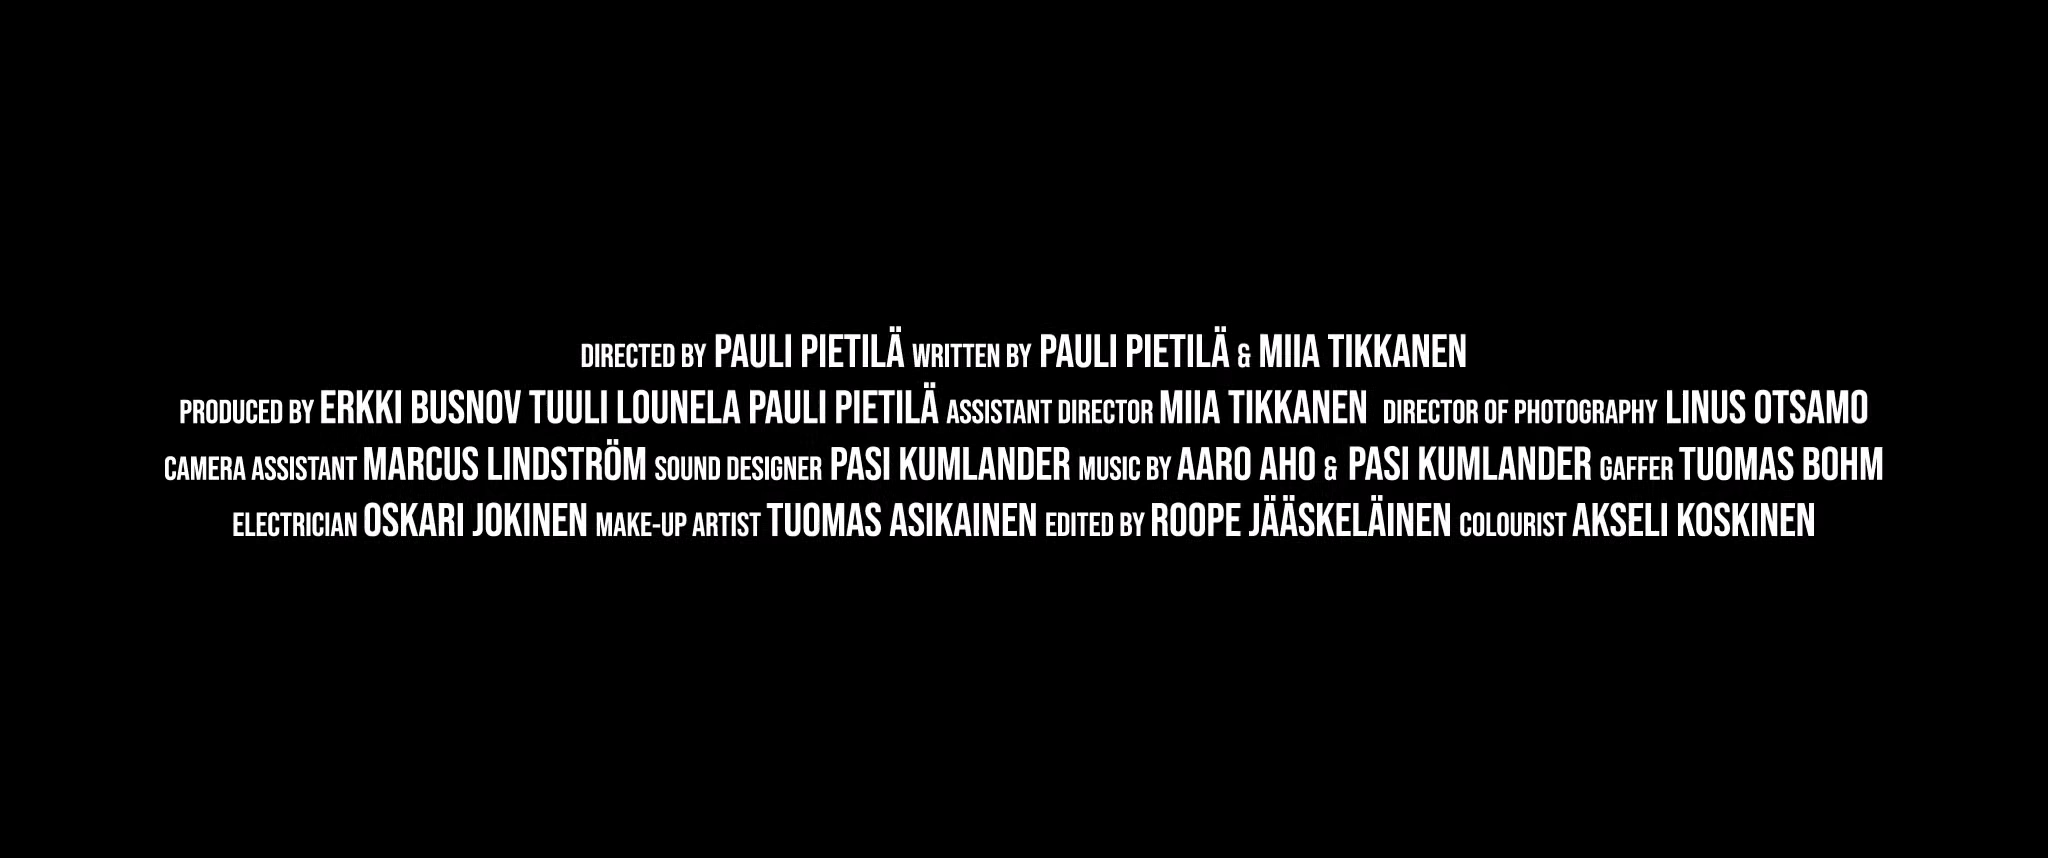 DIRECTED BY PAULI PIETILÄ WRITTEN BY PAULI PIETILÄ & MIIA TIKKANEN
PRODUCED BY ERKKI BUSNOV TUULI LOUNELA PAULI PIETILÄ ASSISTANT DIRECTOR MIIA TIKKANEN DIRECTOR OF PHOTOGRAPHY LINUS OTSAMO
CAMERA ASSISTANT MARCUS LINDSTRÖM SOUND DESIGNER PASI KUMLANDER MUSIC BY AARO AHO & PASI KUMLANDER GAFFER TUOMAS BOHM
ELECTRICIAN OSKARI JOKINEN MAKE-UP ARTIST TUOMAS ASIKAINEN EDITED BY ROOPE JÄÄSKELÄINEN COLOURIST AKSELI KOSKINEN